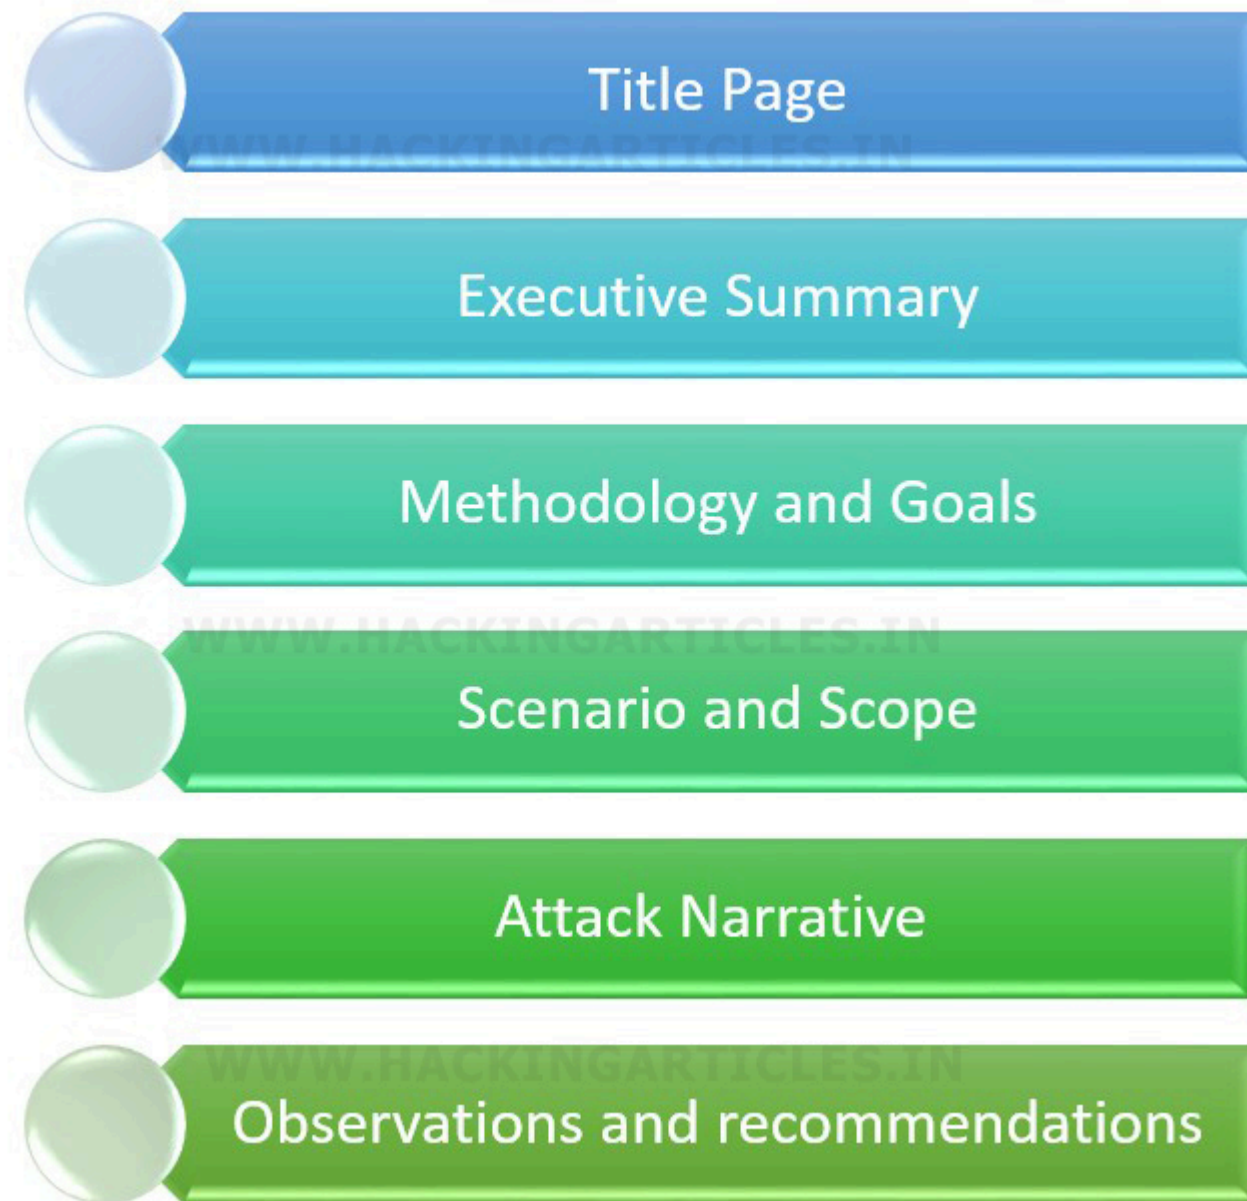 Title Page
WWW.HACKINGARTICLES.IN
Executive Summary
Methodology and Goals
WWW.HACKINGARTICLES.IN
Scenario and Scope
Attack Narrative
WWW.HACKINGARTICLES.IN
Observations and recommendations